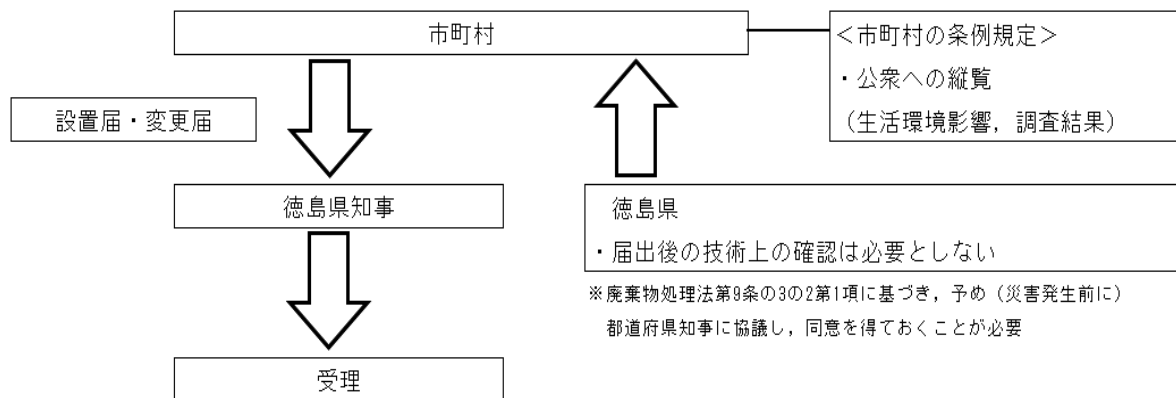 市町村
＜市町村の条例規定＞
・公衆への縦覧
（生活環境影響，調査結果）
設置届・変更届
徳島県知事
徳島県
・届出後の技術上の確認は必要としない
※廃棄物処理法第9条の3の2第1項に基づき，予め（災害発生前に）
都道府県知事に協議し，同意を得ておくことが必要
受理